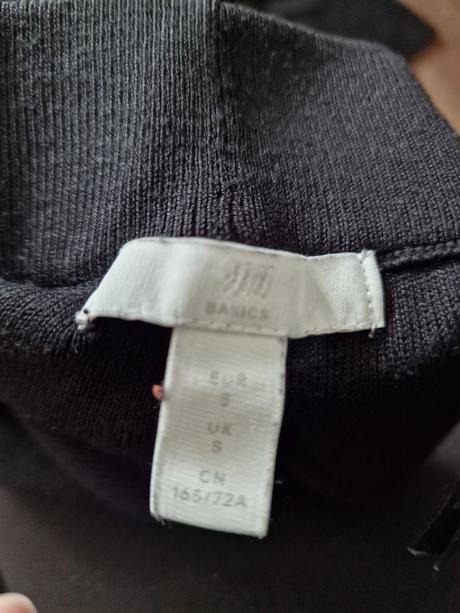 H&M
BASICS
EUR
S
UK
S
CN
165/72A